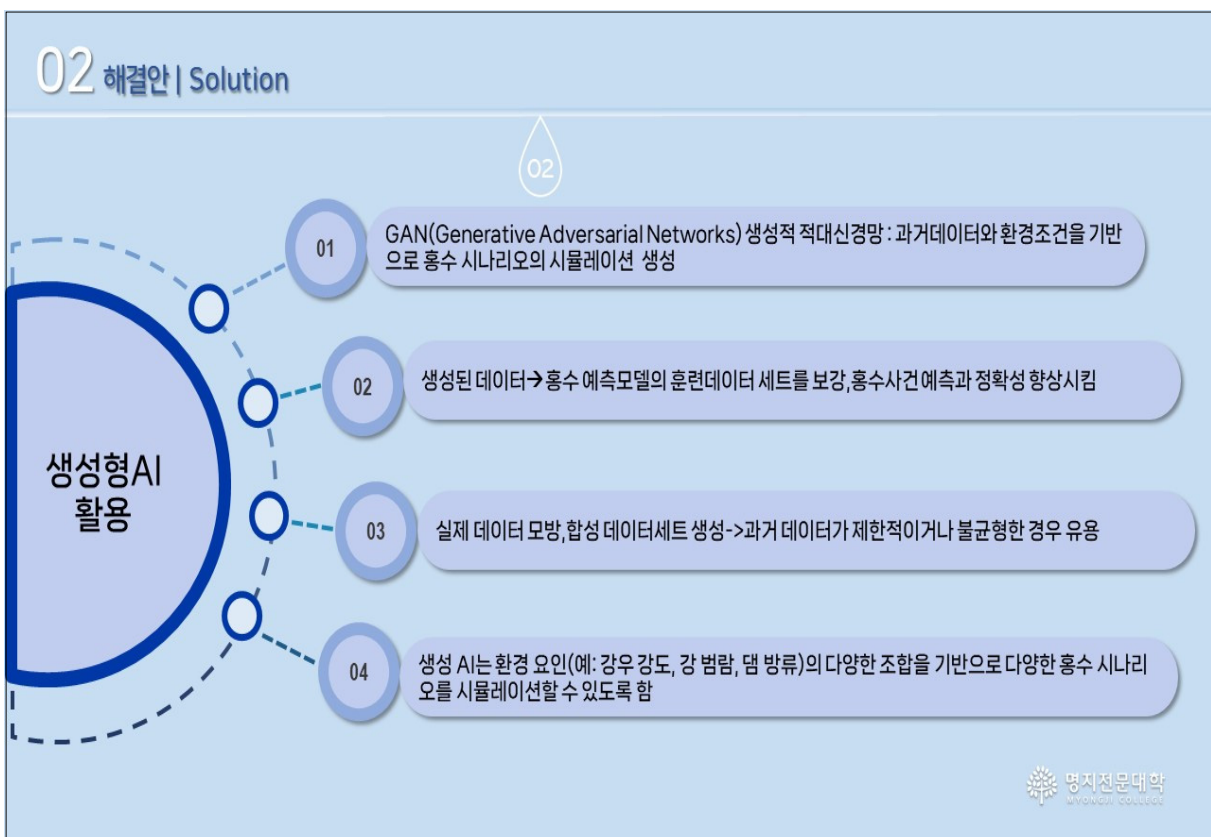 02 해결안 | Solution
02
01
GAN(Generative Adversarial Networks) 생성적 적대신경망 : 과거데이터와 환경조건을 기반
으로 홍수 시나리오의 시뮬레이션 생성
02
생성된 데이터→홍수 예측모델의 훈련데이터 세트를 보강,홍수사건 예측과 정확성 향상시킴
생성형AI
활용
03
실제 데이터 모방,합성 데이터세트 생성->과거 데이터가 제한적이거나 불균형한 경우 유용
04
생성 AI는 환경 요인(예: 강우 강도, 강 범람, 댐 방류)의 다양한 조합을 기반으로 다양한 홍수 시나리
오를 시뮬레이션할 수 있도록 함
명지전문대학
MYONGJI COLLEGE